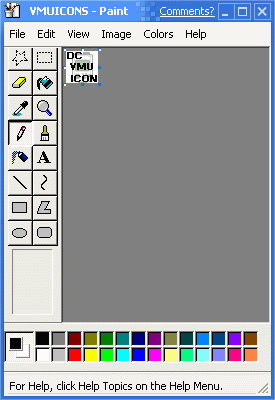 VMUICONS - Paint
Comments?
File Edit View Image Colors Help
DC
VMU
ICON
A
For Help, click Help Topics on the Help Menu.